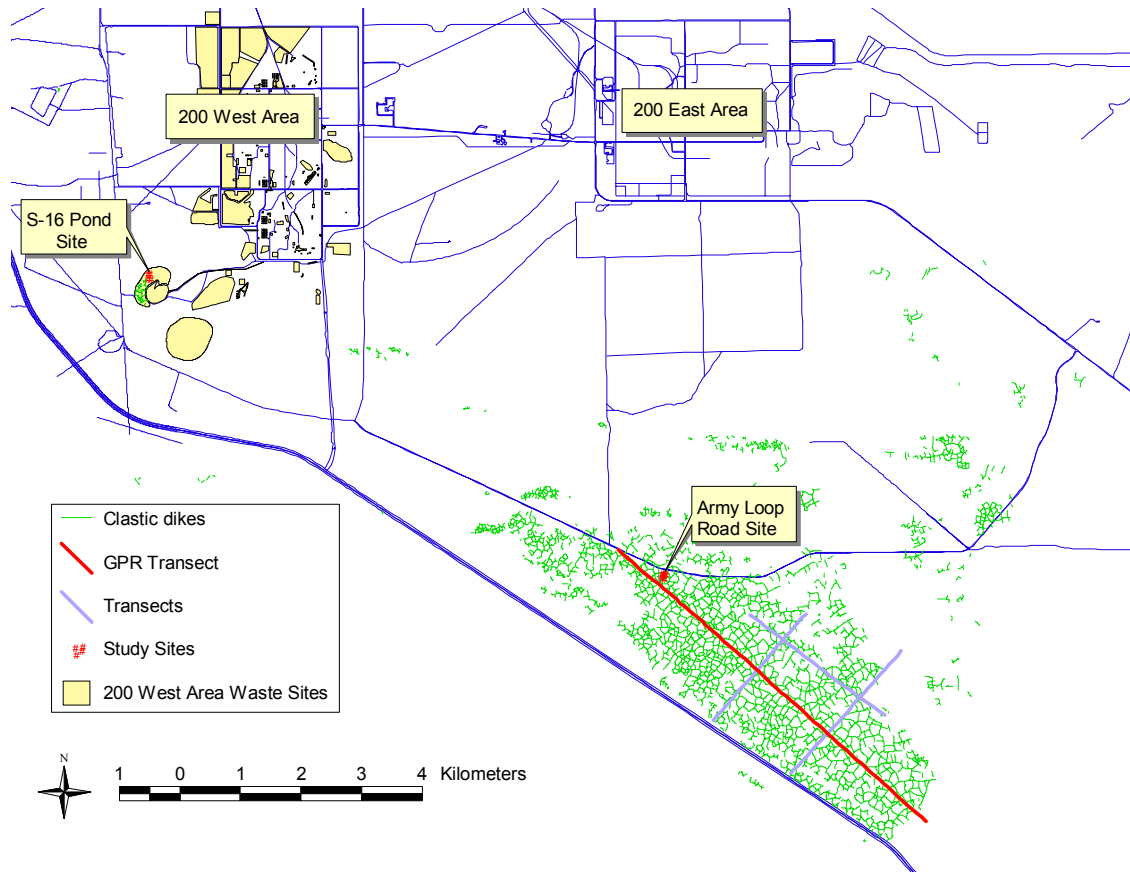 200 West Area
200 East Area
S-16 Pond
Site
Army Loop
Road Site
Clastic dikes
GPR Transect
Transects
Study Sites
200 West Area Waste Sites
N
1 0 1 2 3 4 Kilometers